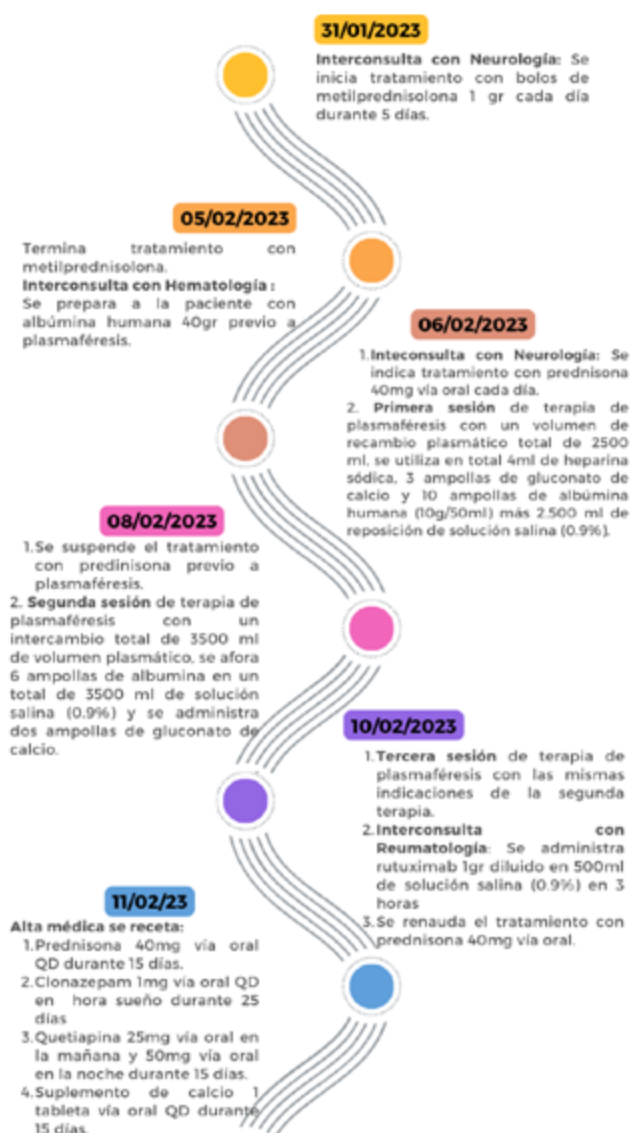 31/01/2023
Interconsulta con Neurología: Se
inicia tratamiento con bolos de
metilprednisolona 1 gr cada día
durante 5 días.
05/02/2023
Termina tratamiento con
metilprednisolona.
Interconsulta con Hematología :
Se prepara a la paciente con
albúmina humana 40gr previo a
plasmaféresis.
06/02/2023
1.Inteconsulta con Neurología: Se
indica tratamiento con prednisona
40mg vía oral cada día.
2. Primera sesión de terapia de
plasmaféresis con un volumen de
recambio plasmático total de 2500
ml, se utiliza en total 4ml de heparina
sódica, 3 ampollas de gluconato de
calcio y 10 ampollas de albúmina
humana (10g/50ml) más 2.500 ml de
reposición de solución salina (0.9%).
08/02/2023
1.Se suspende el tratamiento
con predinisona previo a
plasmaféresis.
2. Segunda sesión de terapia de
plasmaféresis con un
intercambio total de 3500 ml
de volumen plasmático, se afora
6 ampollas de albumina en un
total de 3500 ml de solución
salina (0.9%) y se administra
dos ampollas de gluconato de
calcio.
10/02/2023
1.Tercera sesión de terapia de
plasmaféresis con las mismas
indicaciones de la segunda
terapia.
2.Interconsulta con
Reumatología: Se administra
rutuximab 1gr diluido en 500ml
de solución salina (0.9%) en 3
horas
3.Se renauda el tratamiento con
prednisona 40mg vía oral.
11/02/23
Alta médica se receta:
1.Prednisona 40mg vía oral
QD durante 15 días.
2.Clonazepam 1mg vía oral QD
en hora sueño durante 25
días
3.Quetiapina 25mg vía oral en
la mañana y 50mg vía oral
en la noche durante 15 días.
4.Suplemento de calcio 1
tableta vía oral QD durante
15 días.